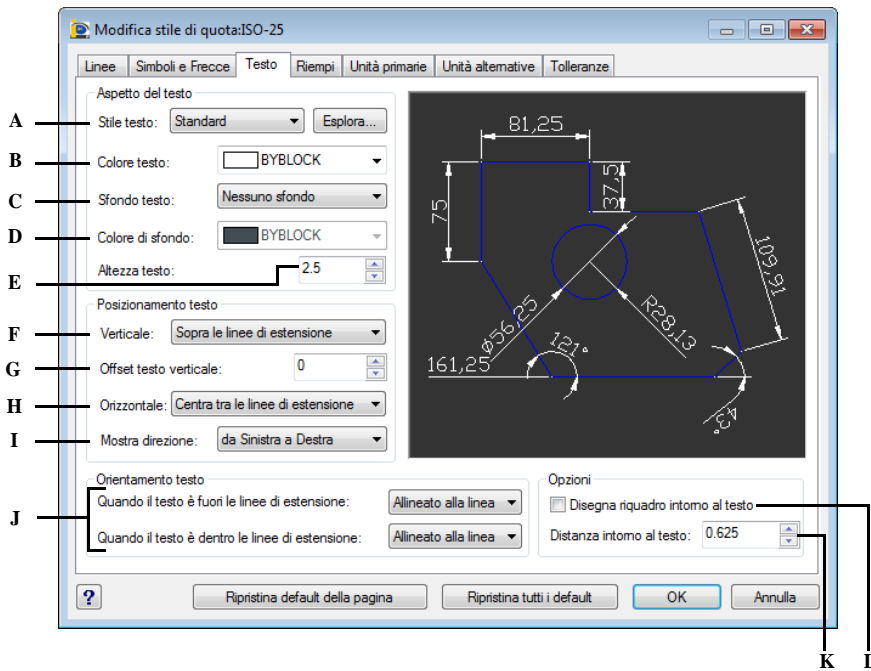 Modifica stile di quota:ISO-25
Linee Simboli e Frecce Testo Riempi Unità primarie Unità alternative Tolleranze
Aspetto del testo
A Stile testo: Standard Esplora...
B Colore testo: BYBLOCK
C Sfondo testo: Nessuno sfondo
D Colore di sfondo: BYBLOCK
E Altezza testo: 2.5
Posizionamento testo
F Verticale: Sopra le linee di estensione
G Offset testo verticale: 0
H Orizzontale: Centra tra le linee di estensione
I Mostra direzione: da Sinistra a Destra
81,25
75
37,5
109,91
ø56,25
R28,13
121°
161,25
43°
Orientamento testo
J
Quando il testo è fuori le linee di estensione: Allineato alla linea
Quando il testo è dentro le linee di estensione: Allineato alla linea
Opzioni
Disegna riquadro intorno al testo
Distanza intorno al testo: 0.625
? Ripristina default della pagina Ripristina tutti i default OK Annulla
K